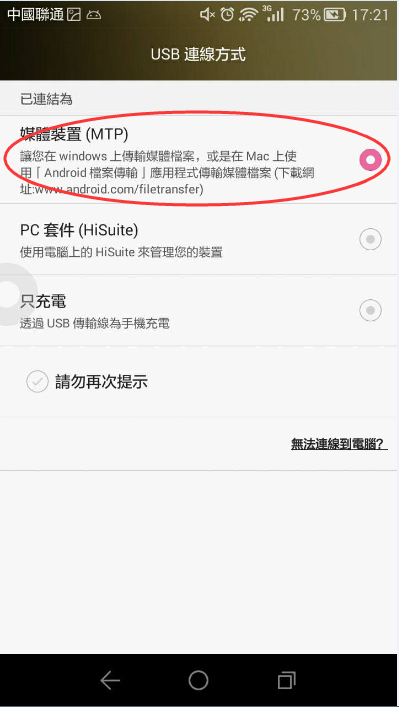 中國聯通 3G 73% 17:21
USB 連線方式
已連結為
媒體裝置 (MTP)
讓您在 windows 上傳輸媒體檔案，或是在 Mac 上使
用「Android 檔案傳輸」應用程式傳輸媒體檔案 (下載網
址:www.android.com/filetransfer)
PC 套件 (HiSuite)
使用電腦上的 HiSuite 來管理您的裝置
只充電
透過 USB 傳輸線為手機充電
請勿再次提示
無法連線到電腦?